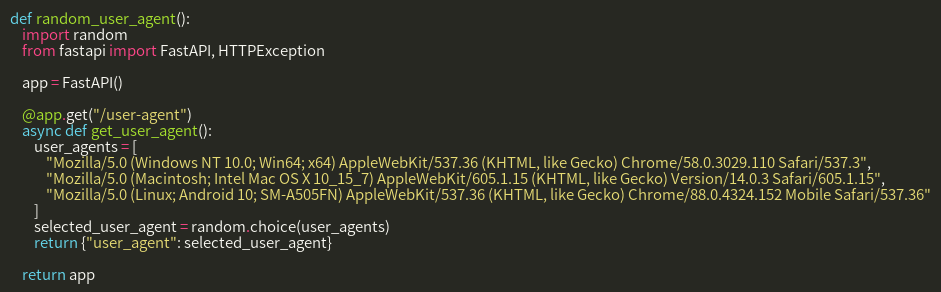 def random_user_agent():
    import random
    from fastapi import FastAPI, HTTPException

    app = FastAPI()

    @app.get("/user-agent")
    async def get_user_agent():
        user_agents = [
            "Mozilla/5.0 (Windows NT 10.0; Win64; x64) AppleWebKit/537.36 (KHTML, like Gecko) Chrome/58.0.3029.110 Safari/537.3",
            "Mozilla/5.0 (Macintosh; Intel Mac OS X 10_15_7) AppleWebKit/605.1.15 (KHTML, like Gecko) Version/14.0.3 Safari/605.1.15",
            "Mozilla/5.0 (Linux; Android 10; SM-A505FN) AppleWebKit/537.36 (KHTML, like Gecko) Chrome/88.0.4324.152 Mobile Safari/537.36"
        ]
        selected_user_agent = random.choice(user_agents)
        return {"user_agent": selected_user_agent}

    return app